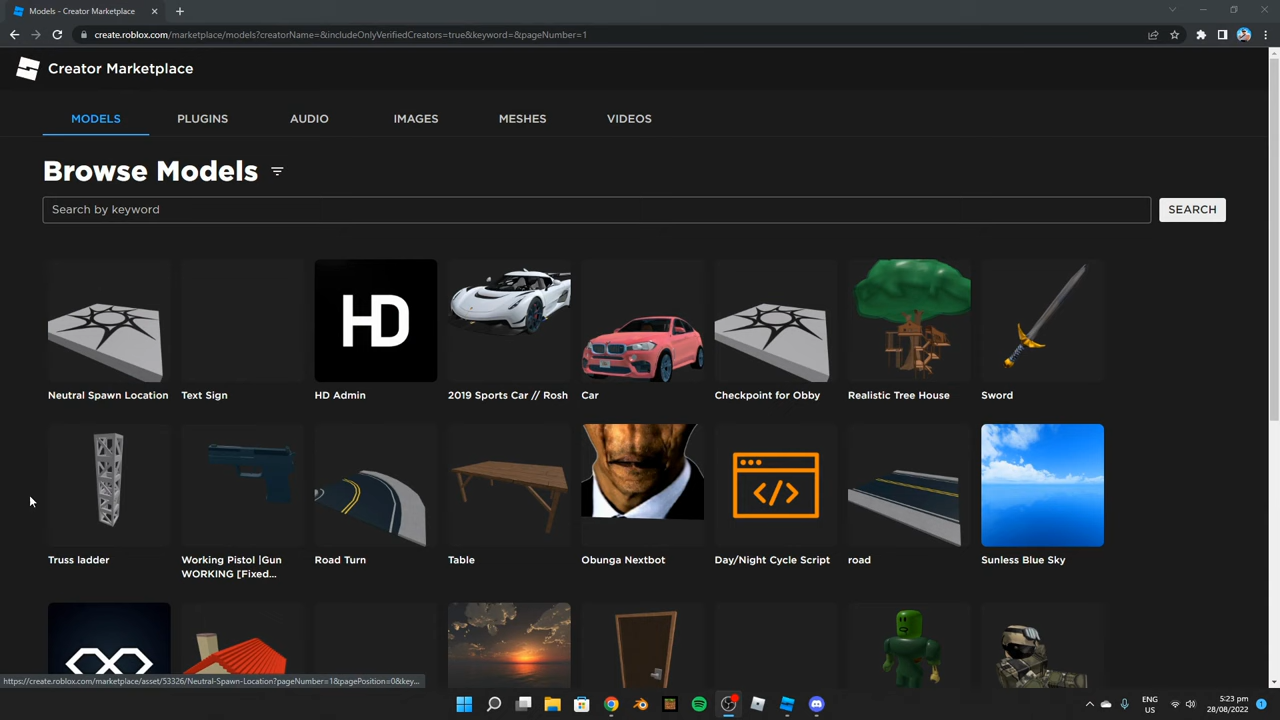 Models - Creator Marketplace
create.roblox.com/marketplace/models?creatorName=&includeOnlyVerifiedCreators=true&keyword=&pageNumber=1
Creator Marketplace
MODELS PLUGINS AUDIO IMAGES MESHES VIDEOS
Browse Models
Search by keyword SEARCH
HD
Neutral Spawn Location Text Sign HD Admin 2019 Sports Car // Rosh Car Checkpoint for Obby Realistic Tree House Sword
Truss ladder Working Pistol |Gun Road Turn Table Obunga Nextbot Day/Night Cycle Script road Sunless Blue Sky
WORKING [Fixed...
https://create.roblox.com/marketplace/asset/53326/Neutral-Spawn-Location?pageNumber=1&pagePosition=0&key...
ENG 5:23 pm
US 28/08/2022